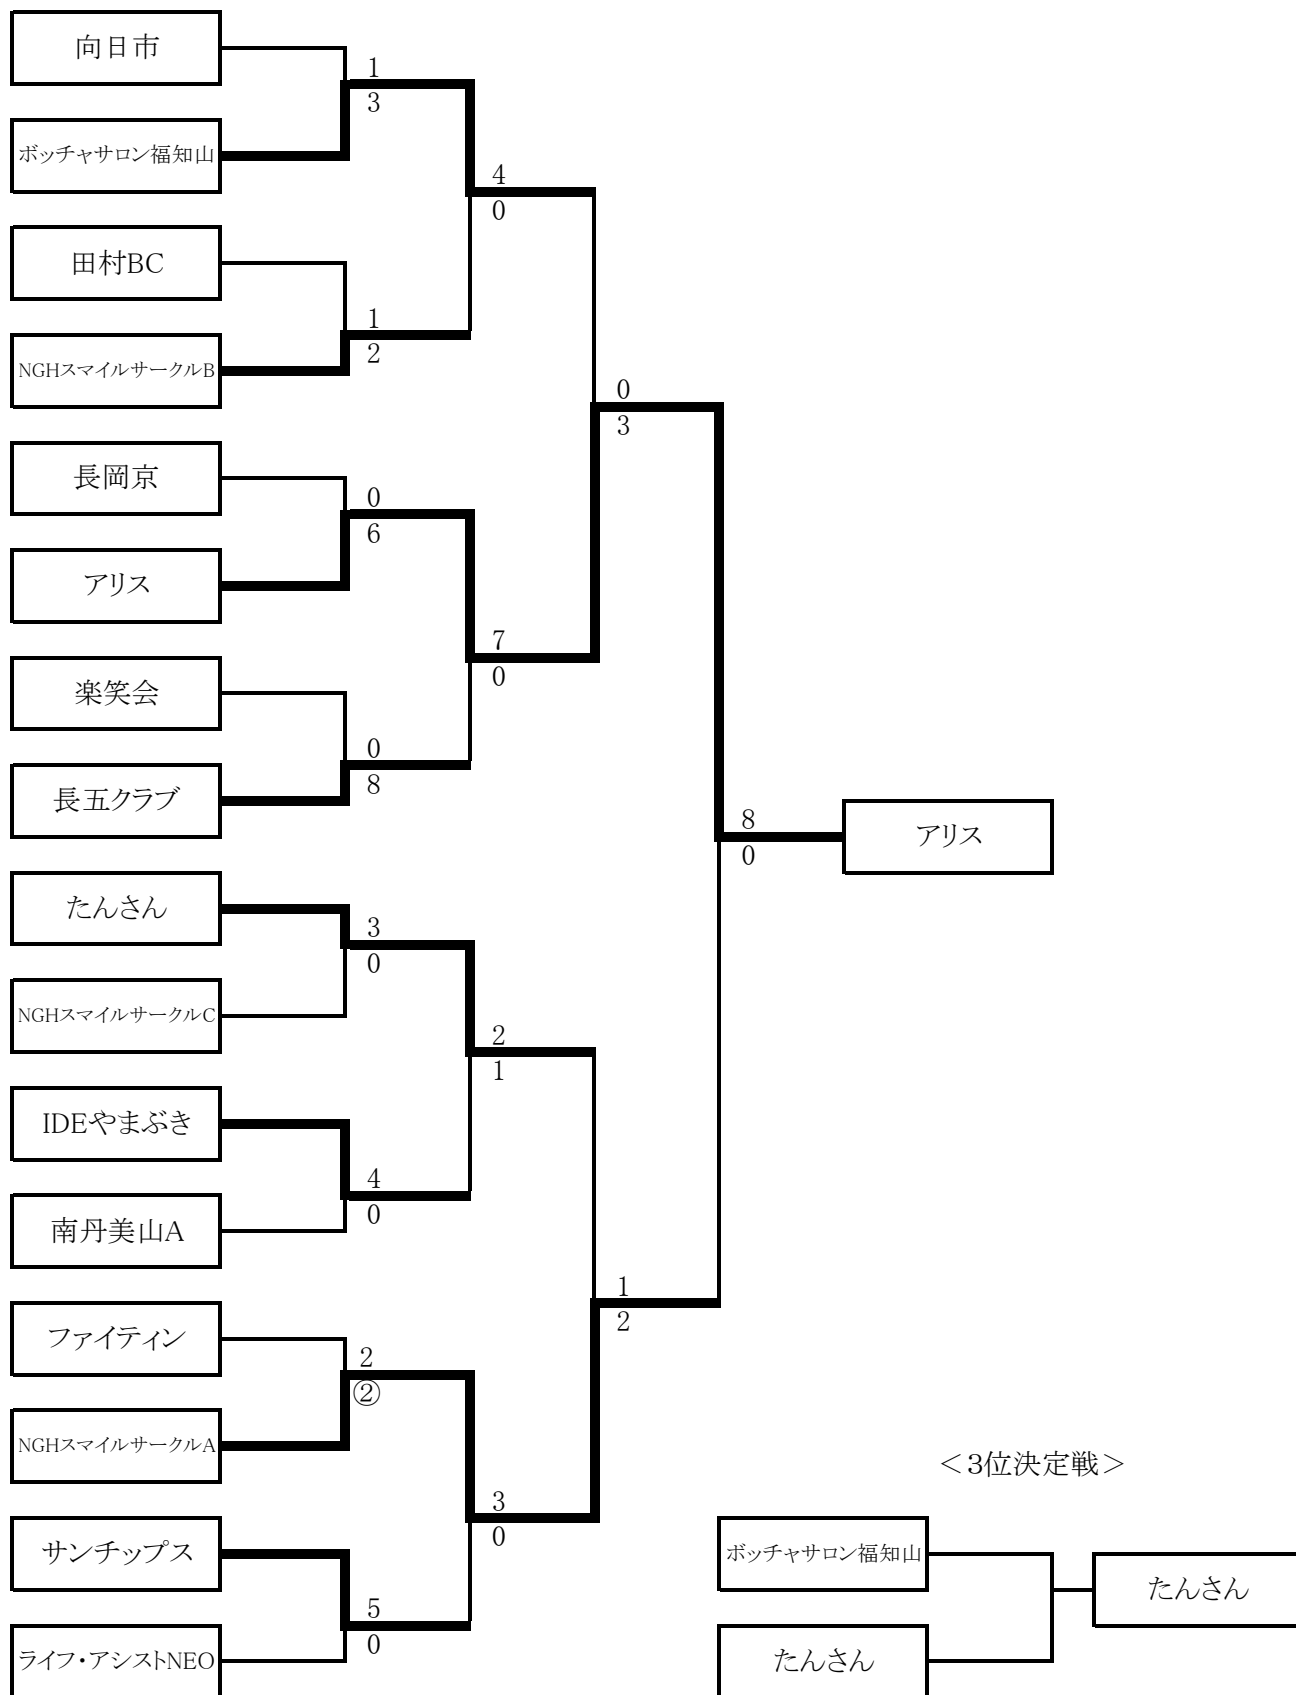 向日市
1
3
ボッチャサロン福知山
4
0
田村BC
1
2
NGHスマイルサークルB
0
3
長岡京
0
6
アリス
7
0
楽笑会
0
8
長五クラブ
8
0
アリス
たんさん
3
0
NGHスマイルサークルC
2
1
IDEやまぶき
4
0
南丹美山A
1
2
ファイティン
2
②
NGHスマイルサークルA
3
0
サンチップス
5
0
ライフ・アシストNEO
＜3位決定戦＞
ボッチャサロン福知山
たんさん
たんさん